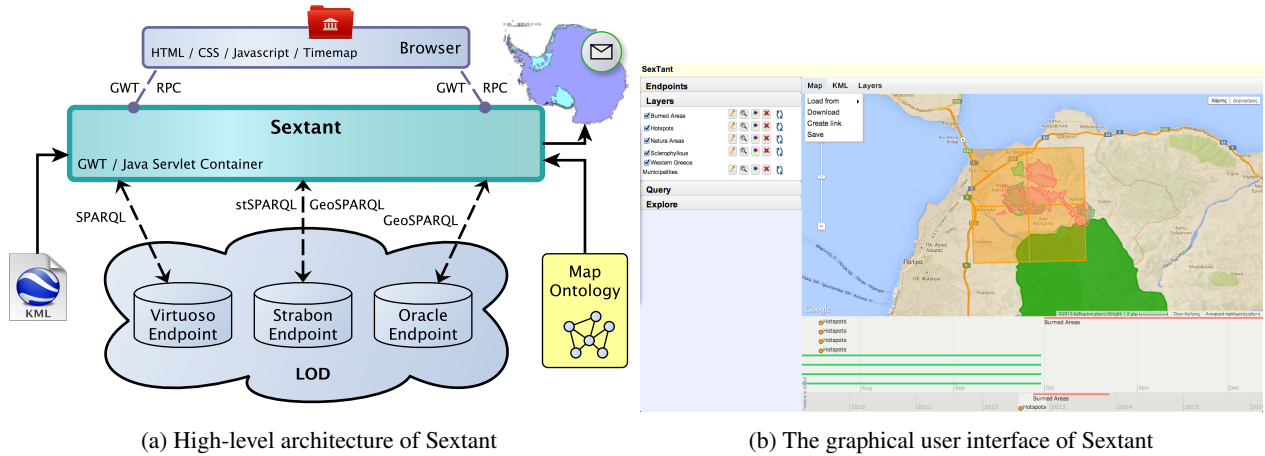 HTML / CSS / Javascript / Timemap
Browser
GWT
RPC
GWT
RPC
Sextant
GWT / Java Servlet Container
SPARQL
stSPARQL
GeoSPARQL
GeoSPARQL
KML
Virtuoso
Endpoint
Strabon
Endpoint
Oracle
Endpoint
LOD
Map
Ontology
(a) High-level architecture of Sextant
SexTant
Endpoints
Layers
Burned Areas
Hotspots
Natura Areas
Sclerophyllous
Western Greece
Municipalities
Query
Explore
Map
KML
Layers
Load from
Download
Create link
Save
Χάρτης
Δορυφόρος
Πάτρα
Google
Hotspots
Hotspots
Hotspots
Hotspots
Burned Areas
Aug
Sep
Oct
Nov
Dec
Burned Areas
Hotspots
2010
2011
2012
2013
2014
2015
(b) The graphical user interface of Sextant